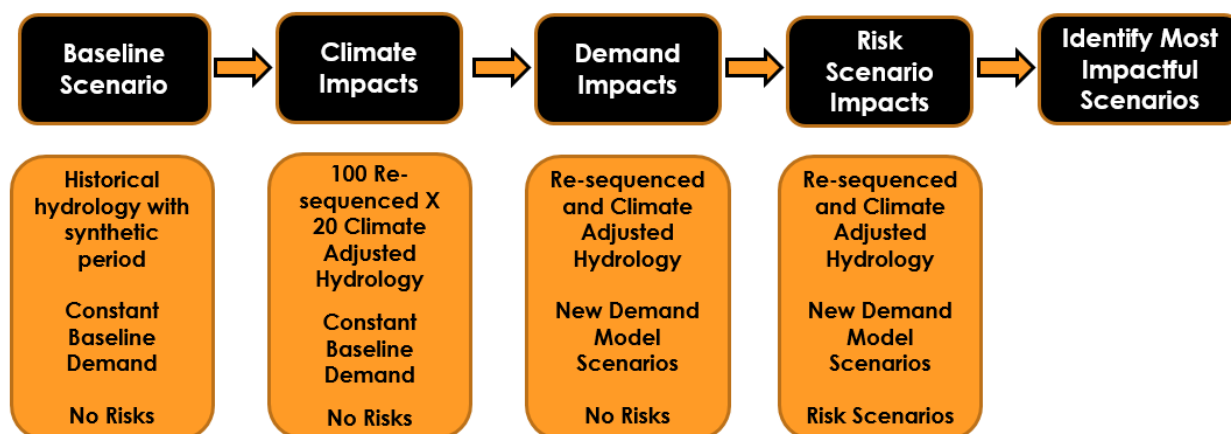 Baseline
Scenario
Climate
Impacts
Demand
Impacts
Risk
Scenario
Impacts
Identify Most
Impactful
Scenarios
Historical
hydrology with
synthetic
period
Constant
Baseline
Demand
No Risks
100 Re-
sequenced X
20 Climate
Adjusted
Hydrology
Constant
Baseline
Demand
No Risks
Re-sequenced
and Climate
Adjusted
Hydrology
New Demand
Model
Scenarios
No Risks
Re-sequenced
and Climate
Adjusted
Hydrology
New Demand
Model
Scenarios
Risk Scenarios